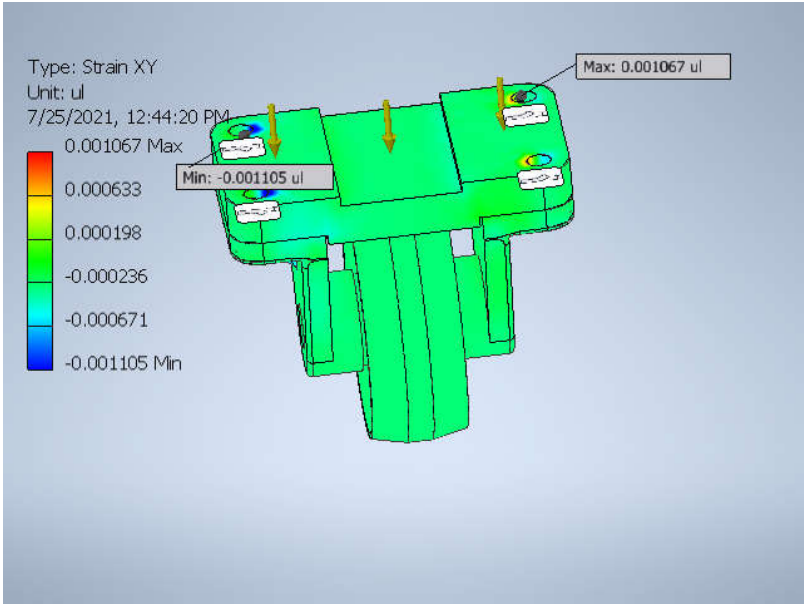 Type: Strain XY
Unit: ul
7/25/2021, 12:44:20 PM
0.001067 Max
0.000633
0.000198
-0.000236
-0.000671
-0.001105 Min
Max: 0.001067 ul
Min: -0.001105 ul